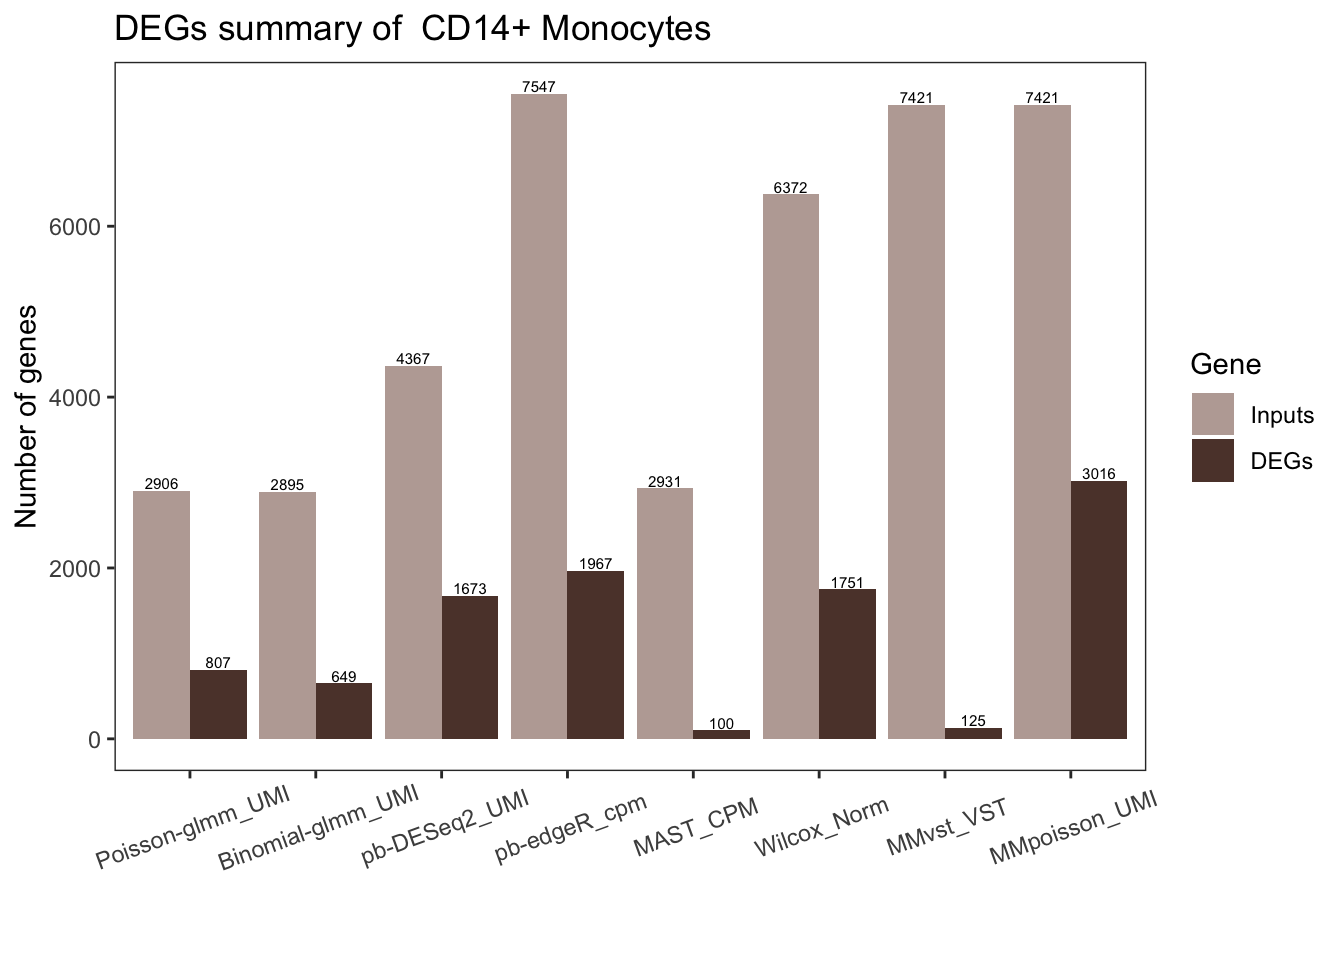 DEGs summary of  CD14+ Monocytes
Number of genes
6000
4000
2000
0
2906
807
2895
649
4367
1673
7547
1967
2931
100
6372
1751
7421
125
7421
3016
Poisson-glmm_UMI
Binomial-glmm_UMI
pb-DESeq2_UMI
pb-edgeR_cpm
MAST_CPM
Wilcox_Norm
MMvst_VST
MMpoisson_UMI
Gene
Inputs
DEGs